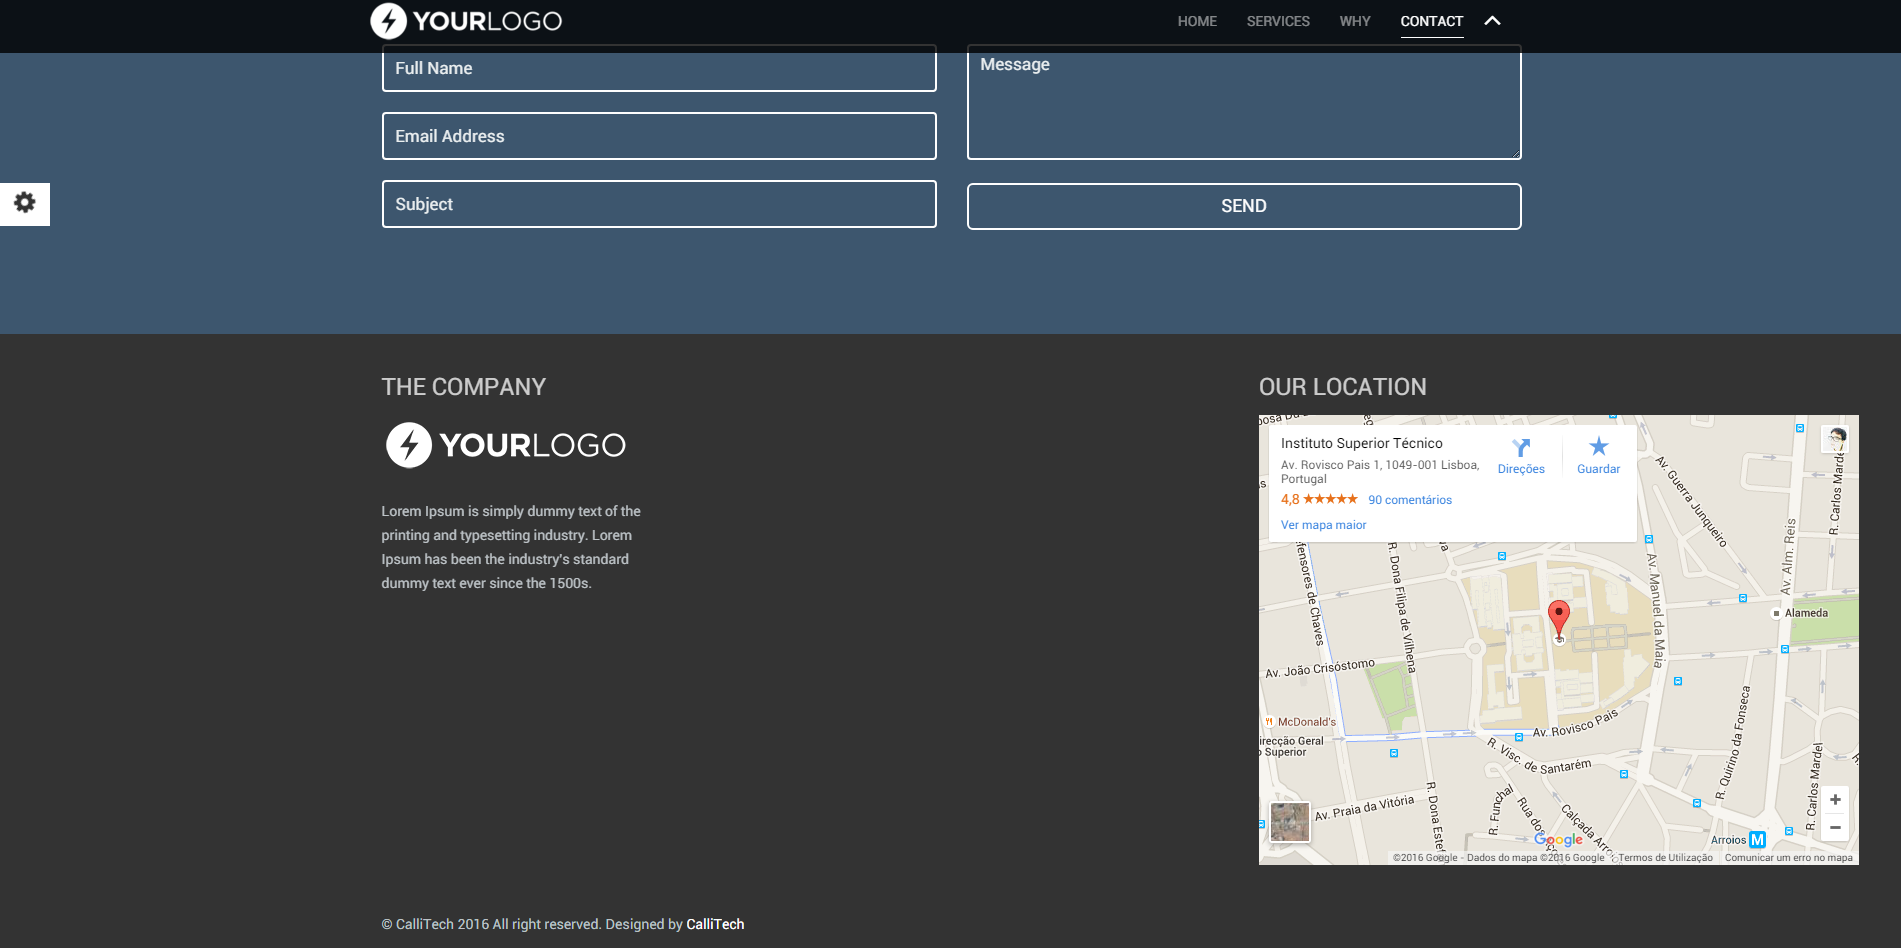 YOURLOGO
HOME SERVICES WHY CONTACT
Full Name
Message
Email Address
Subject
SEND
THE COMPANY
YOURLOGO
Lorem Ipsum is simply dummy text of the
printing and typesetting industry. Lorem
Ipsum has been the industry's standard
dummy text ever since the 1500s.
OUR LOCATION
Instituto Superior Técnico
Av. Rovisco Pais 1, 1049-001 Lisboa,
Portugal
4,8 ★★★★★ 90 comentários
Ver mapa maior
Direções
Guardar
Av. Guerra Junqueiro
R. Carlos Mardel
Av. Alm. Reis
efensores de Chaves
R. Dona Filipa de Vilhena
Av. Manuel da Maia
Alameda
Av. João Crisóstomo
McDonald's
irecção Geral
o Superior
Av. Rovisco Pais
R. Visc. de Santarém
R. Quirino da Fonseca
R. Carlos Mardel
Av. Praia da Vitória
R. Dona Estef
R. Funchal
Rua do
Calçada Arroio
Arroios M
Google
©2016 Google - Dados do mapa ©2016 Google Termos de Utilização Comunicar um erro no mapa
© CalliTech 2016 All right reserved. Designed by CalliTech